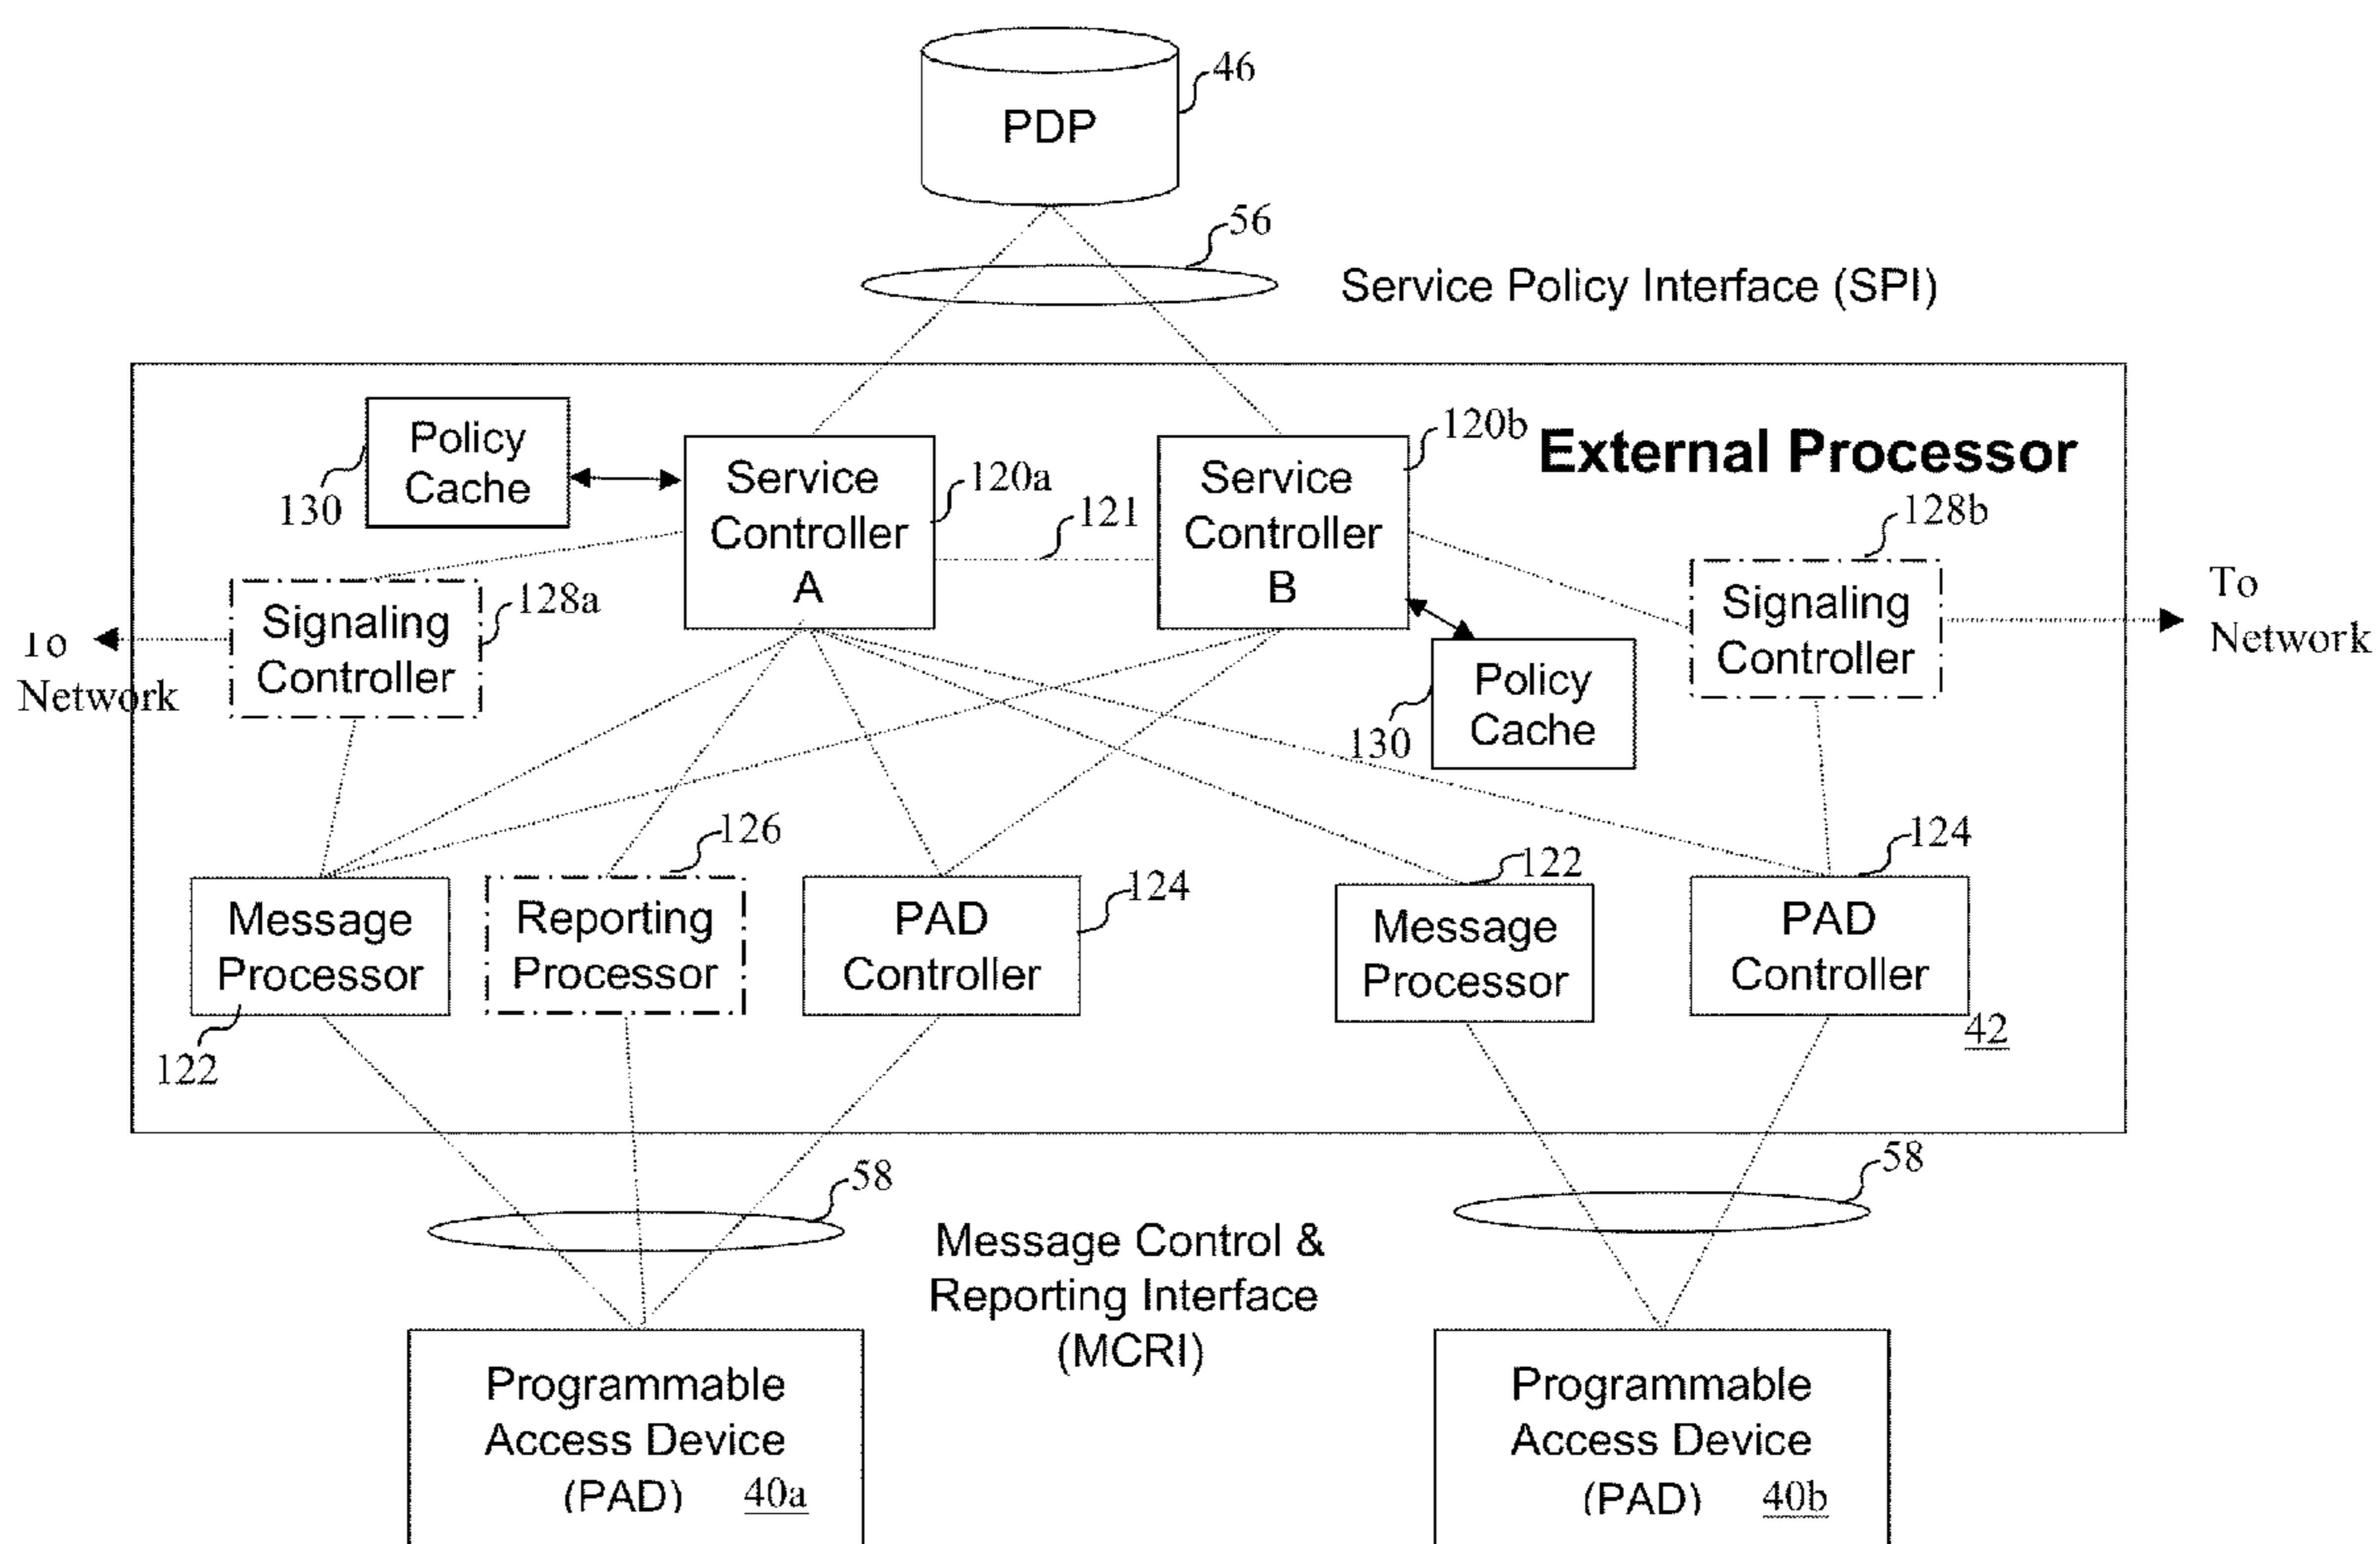 46
PDP
56
Service Policy Interface (SPI)
Policy
Cache
130
Service
Controller
A
120a
121
Service
Controller
B
120b
External Processor
128b
Signaling
Controller
128a
To
Network
Policy
Cache
130
Signaling
Controller
To
Network
126
122
124
Message
Processor
122
Reporting
Processor
PAD
Controller
124
Message
Processor
PAD
Controller
42
58
58
Message Control &
Reporting Interface
(MCRI)
Programmable
Access Device
(PAD) 40a
Programmable
Access Device
(PAD) 40b